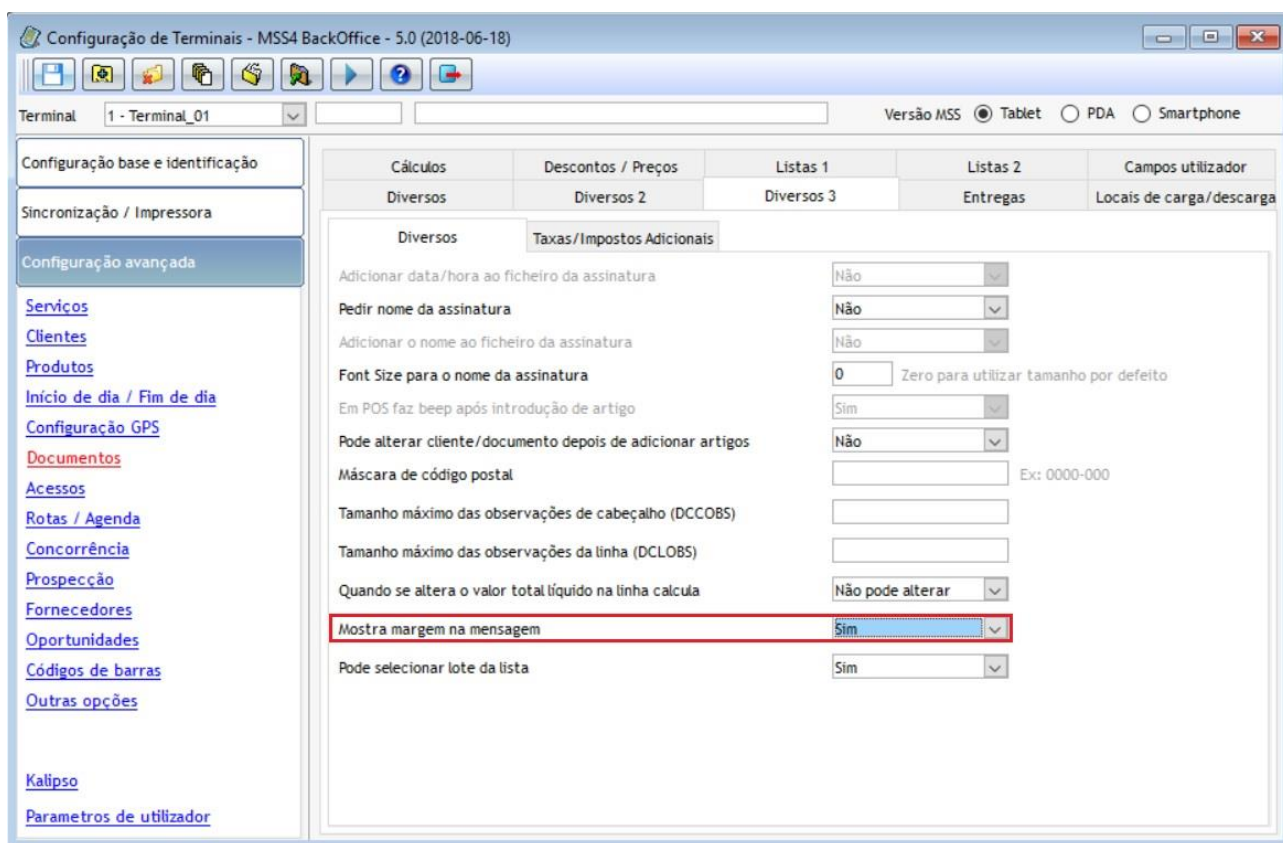 Configuração de Terminais - MSS4 BackOffice - 5.0 (2018-06-18)
Terminal 1 - Terminal_01 Versão MSS Tablet PDA Smartphone
Configuração base e identificação
Sincronização / Impressora
Configuração avançada
Serviços
Clientes
Produtos
Início de dia / Fim de dia
Configuração GPS
Documentos
Acessos
Rotas / Agenda
Concorrência
Prospecção
Fornecedores
Oportunidades
Códigos de barras
Outras opções
Kalipso
Parametros de utilizador
Cálculos Descontos / Preços Listas 1 Listas 2 Campos utilizador
Diversos Diversos 2 Diversos 3 Entregas Locais de carga/descarga
Diversos Taxas/Impostos Adicionais
Adicionar data/hora ao ficheiro da assinatura Não
Pedir nome da assinatura Não
Adicionar o nome ao ficheiro da assinatura Não
Font Size para o nome da assinatura 0 Zero para utilizar tamanho por defeito
Em POS faz beep após introdução de artigo Sim
Pode alterar cliente/documento depois de adicionar artigos Não
Máscara de código postal Ex: 0000-000
Tamanho máximo das observações de cabeçalho (DCCOBS)
Tamanho máximo das observações da linha (DCLOBS)
Quando se altera o valor total líquido na linha calcula Não pode alterar
Mostra margem na mensagem Sim
Pode selecionar lote da lista Sim